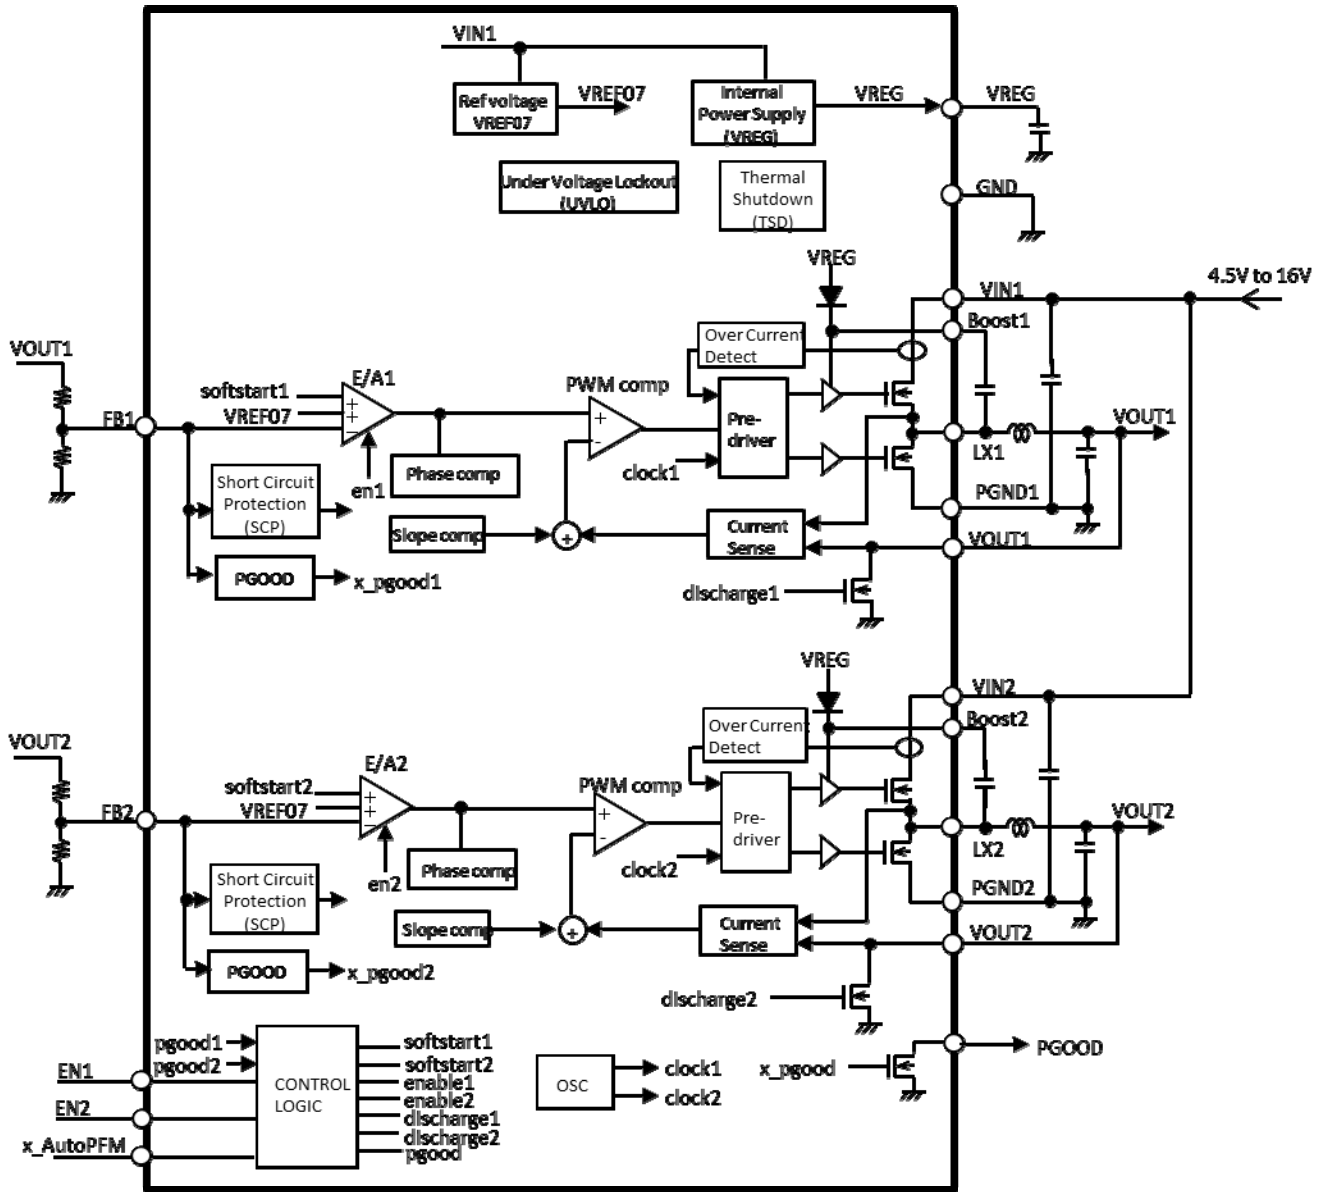 VIN1
Ref voltage
VREF07
VREF07
Internal
Power Supply
(VREG)
VREG
VREG
Under Voltage Lockout
(UVLO)
Thermal
Shutdown
(TSD)
GND
VREG
4.5V to 16V
VIN1
Boost1
Over Current
Detect
VOUT1
E/A1
softstart1
VREF07
FB1
PWM comp
+
+
−
+
-
Pre-
driver
clock1
VOUT1
LX1
Phase comp
en1
Short Circuit
Protection
(SCP)
PGND1
Slope comp
+
Current
Sense
VOUT1
PGOOD
x_pgood1
discharge1
VREG
VIN2
Boost2
Over Current
Detect
VOUT2
E/A2
softstart2
VREF07
FB2
PWM comp
+
+
−
+
-
Pre-
driver
clock2
VOUT2
LX2
Phase comp
en2
Short Circuit
Protection
(SCP)
PGND2
Slope comp
+
Current
Sense
VOUT2
PGOOD
x_pgood2
discharge2
pgood1
pgood2
EN1
EN2
x_AutoPFM
CONTROL
LOGIC
softstart1
softstart2
enable1
enable2
discharge1
discharge2
pgood
OSC
clock1
clock2
x_pgood
PGOOD